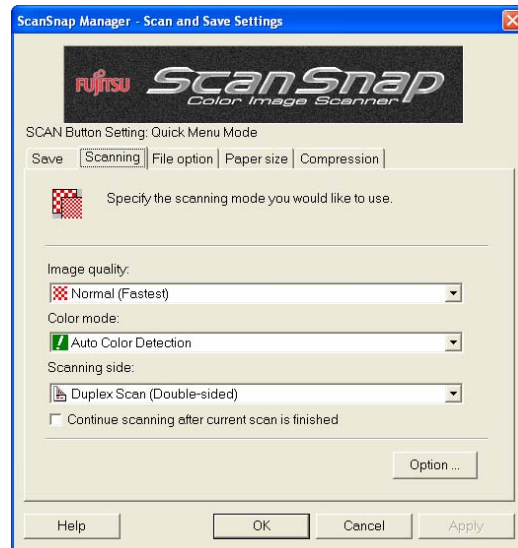 ScanSnap Manager - Scan and Save Settings
FUJITSU ScanSnap
Color Image Scanner
SCAN Button Setting: Quick Menu Mode
Save Scanning File option Paper size Compression
Specify the scanning mode you would like to use.
Image quality:
Normal (Fastest)
Color mode:
Auto Color Detection
Scanning side:
Duplex Scan (Double-sided)
Continue scanning after current scan is finished
Option ...
Help OK Cancel Apply